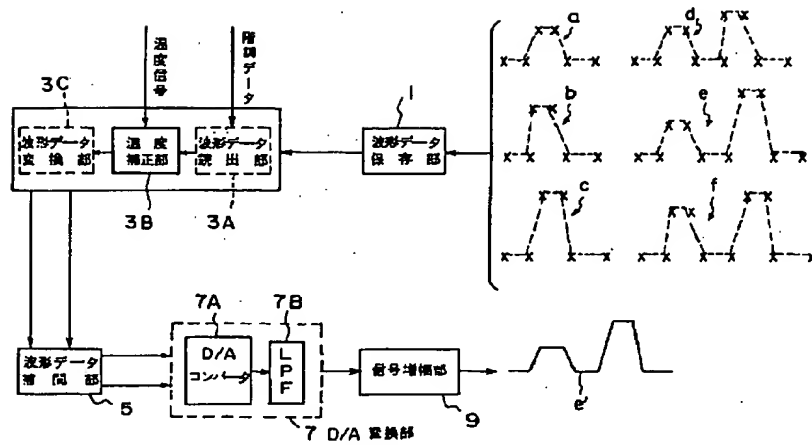 温度信号
階調データ
3C
波形データ
変換部
温度
補正部
波形データ
読出部
3B
3A
1
波形データ
保存部
a
b
c
d
e
f
波形データ
補間部
5
7A
D/A
コンバータ
7B
LPF
7 D/A 変換部
信号増幅部
9
e'